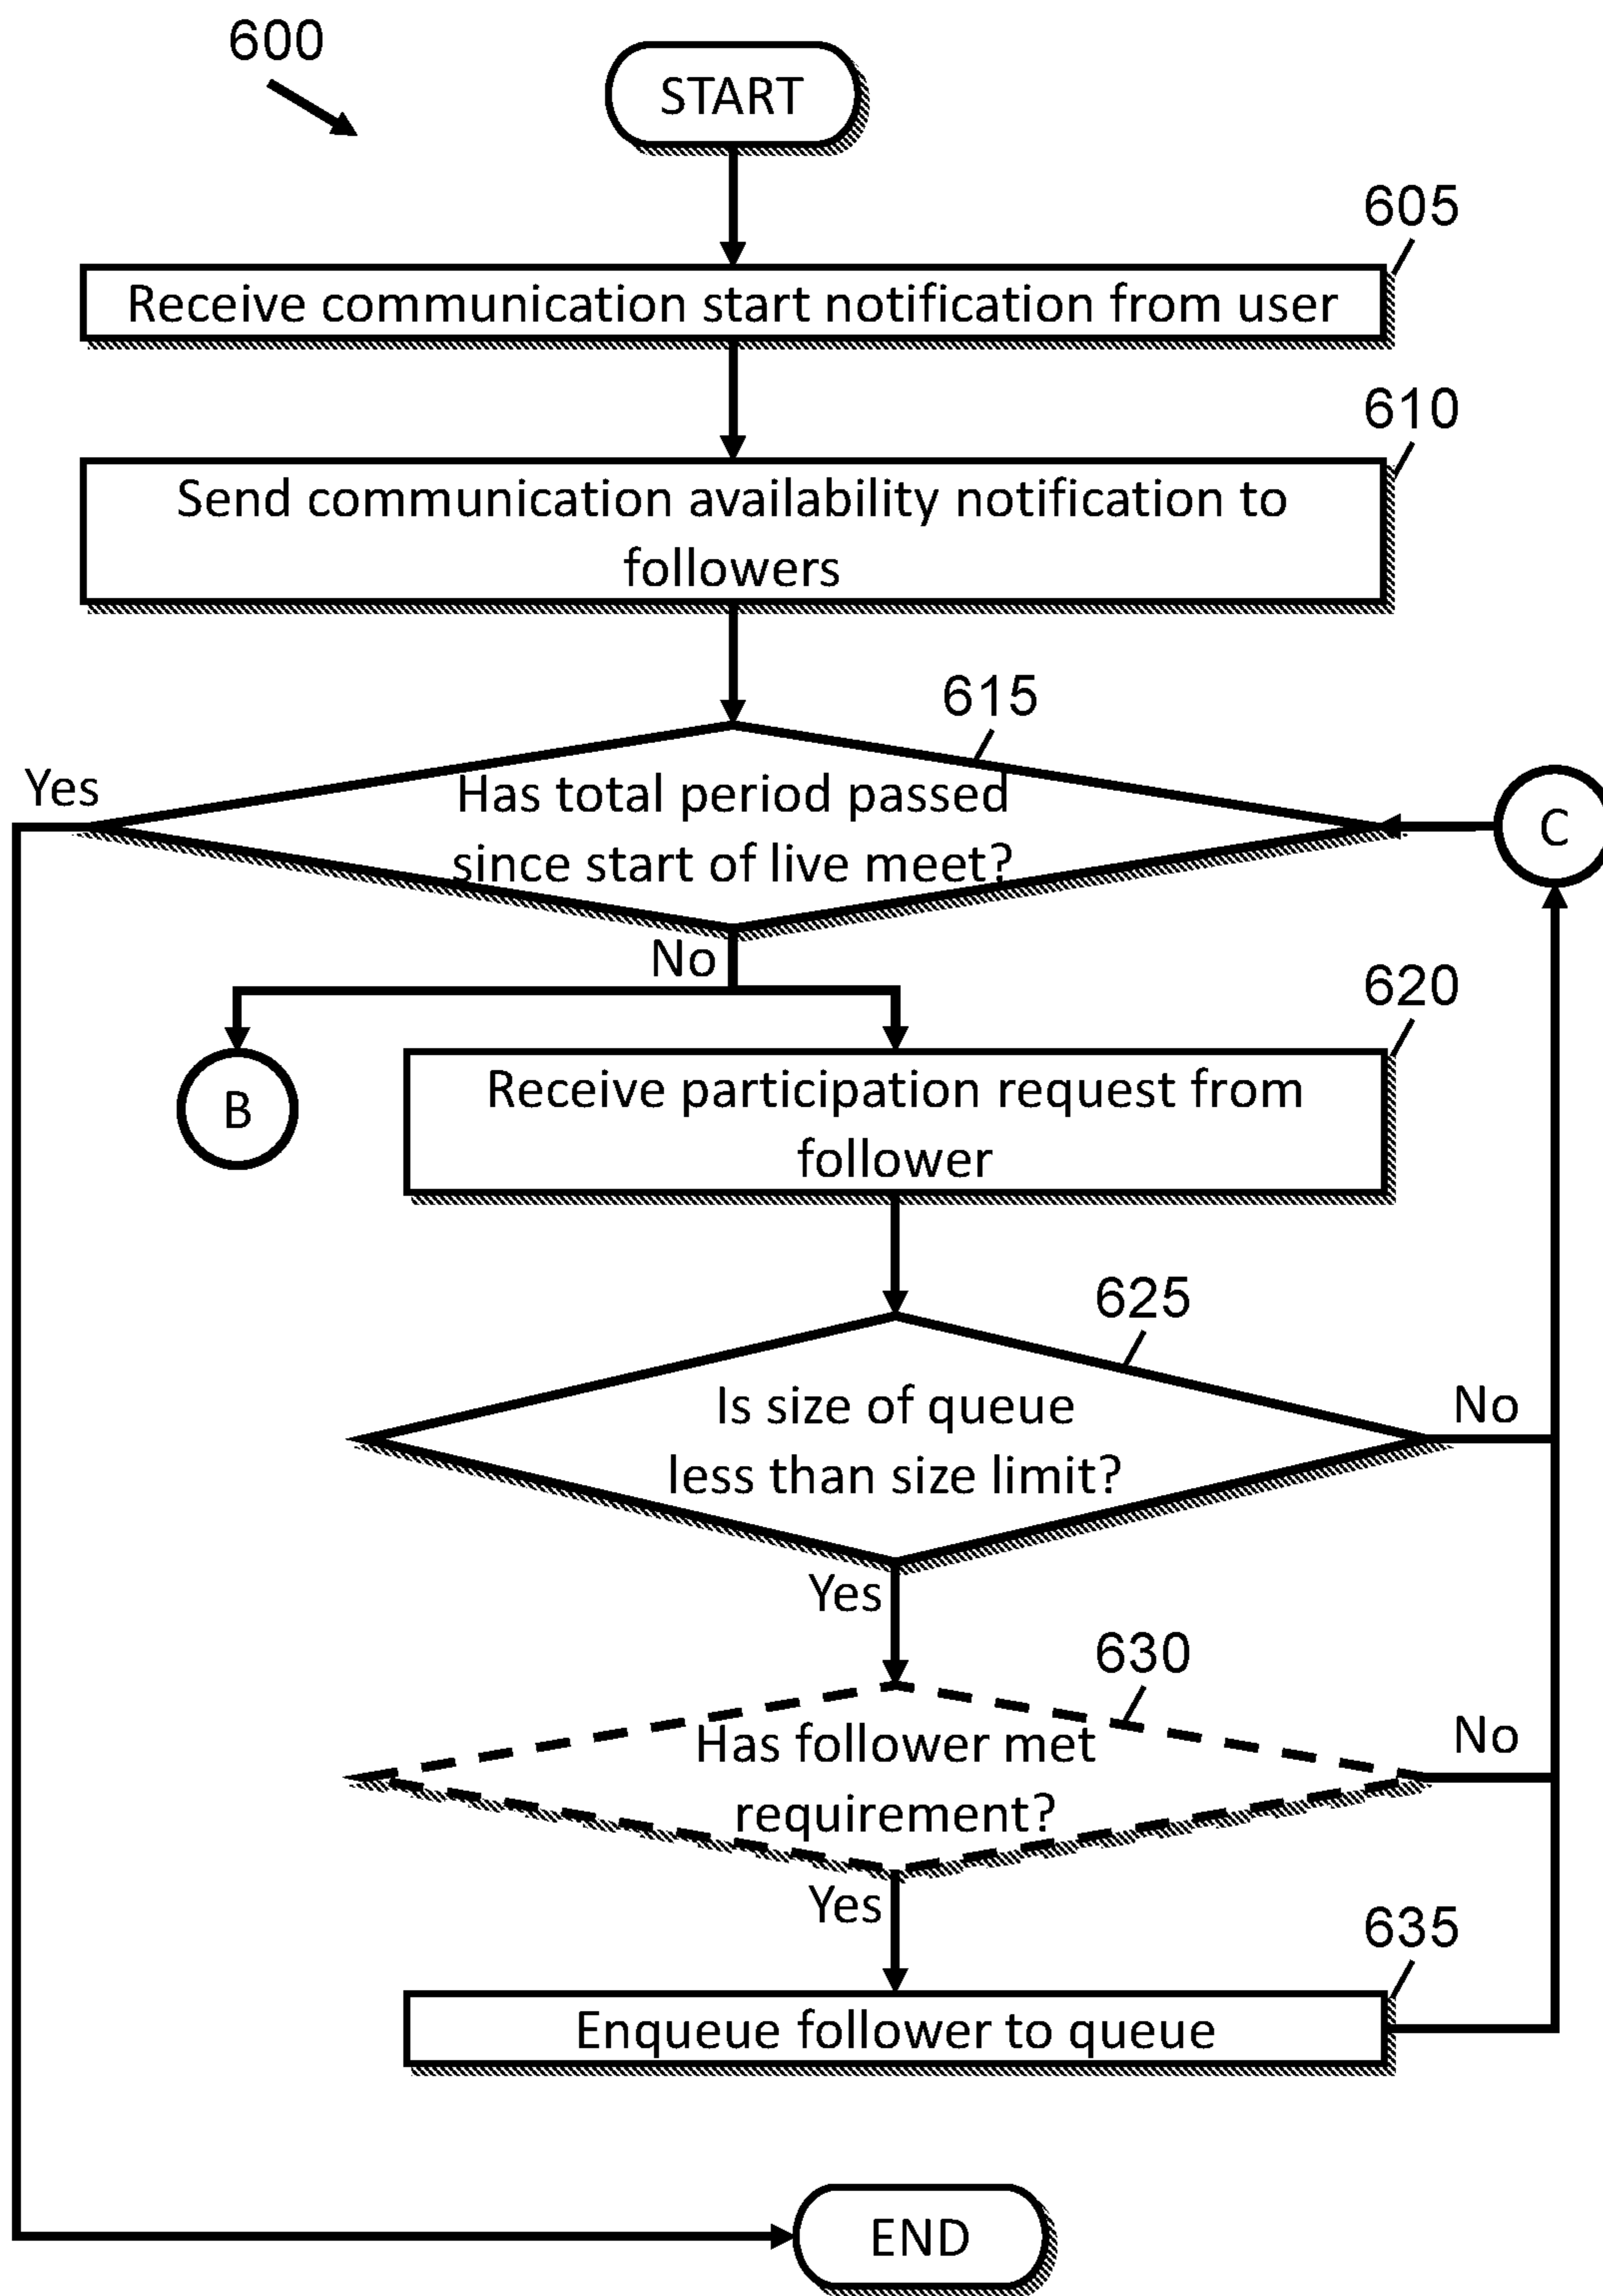 600
START
605
Receive communication start notification from user
610
Send communication availability notification to
followers
615
Yes
Has total period passed
since start of live meet?
C
No
620
B
Receive participation request from
follower
625
Is size of queue
less than size limit?
No
Yes
630
Has follower met
requirement?
No
Yes
635
Enqueue follower to queue
END